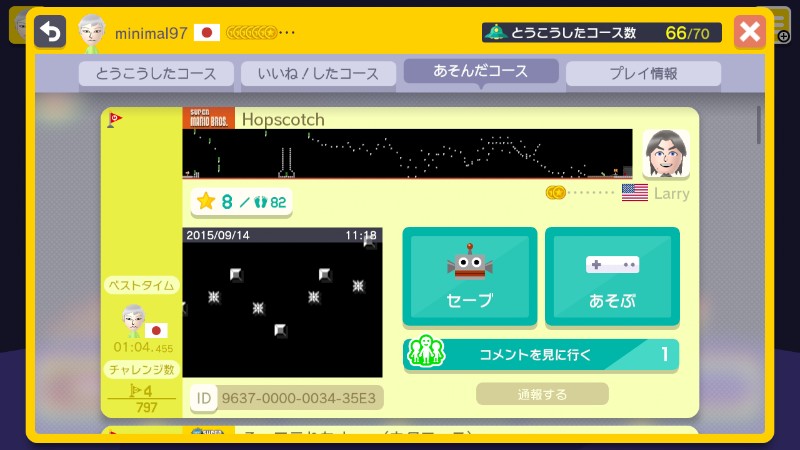 minimal97
とうこうしたコース数 66/70
とうこうしたコース
いいね！したコース
あそんだコース
プレイ情報
SUPER
MARIO BROS.
Hopscotch
8 / 82
Larry
2015/09/14 11:18
ベストタイム
01:04.455
チャレンジ数
4
797
セーブ
あそぶ
コメントを見に行く 1
ID 9637-0000-0034-35E3
通報する